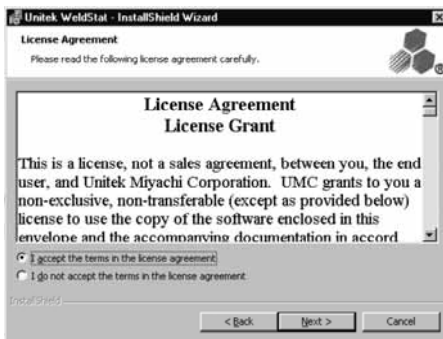 Unitek WeldStat - InstallShield Wizard
License Agreement
Please read the following license agreement carefully.
License Agreement
License Grant
This is a license, not a sales agreement, between you, the end
user, and Unitek Miyachi Corporation. UMC grants to you a
non-exclusive, non-transferable (except as provided below)
license to use the copy of the software enclosed in this
envelope and the accompanying documentation in accord
I accept the terms in the license agreement
I do not accept the terms in the license agreement
InstallShield
< Back Next > Cancel